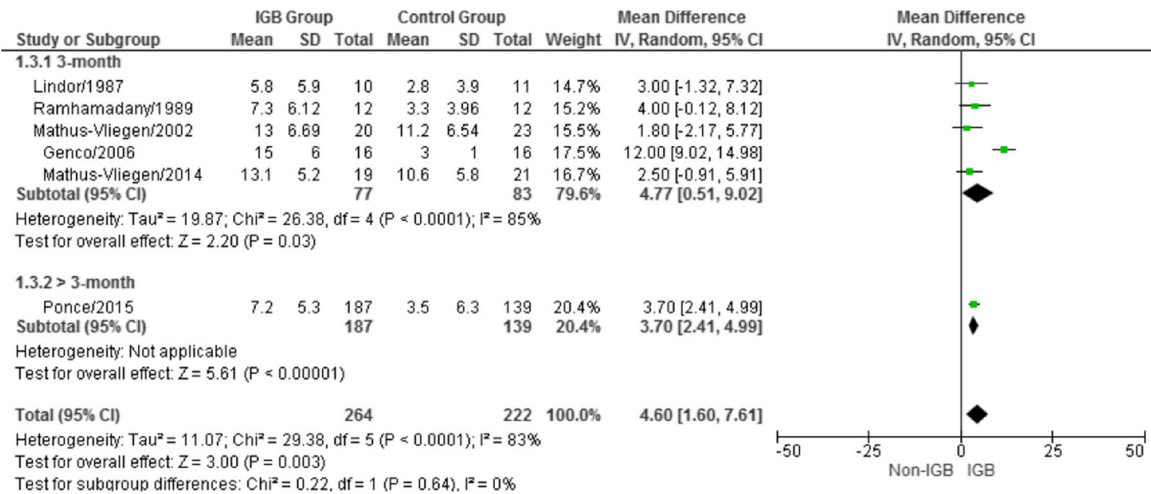 IGB Group Control Group Mean Difference Mean Difference
Study or Subgroup Mean SD Total Mean SD Total Weight IV, Random, 95% CI IV, Random, 95% CI
1.3.1 3-month
Lindor/1987 5.8 5.9 10 2.8 3.9 11 14.7% 3.00 [-1.32, 7.32]
Ramhamadany/1989 7.3 6.12 12 3.3 3.96 12 15.2% 4.00 [-0.12, 8.12]
Mathus-Vliegen/2002 13 6.69 20 11.2 6.54 23 15.5% 1.80 [-2.17, 5.77]
Genco/2006 15 6 16 3 1 16 17.5% 12.00 [9.02, 14.98]
Mathus-Vliegen/2014 13.1 5.2 19 10.6 5.8 21 16.7% 2.50 [-0.91, 5.91]
Subtotal (95% CI) 77 83 79.6% 4.77 [0.51, 9.02]
Heterogeneity: Tau² = 19.87; Chi² = 26.38, df = 4 (P < 0.0001); I² = 85%
Test for overall effect: Z = 2.20 (P = 0.03)
1.3.2 > 3-month
Ponce/2015 7.2 5.3 187 3.5 6.3 139 20.4% 3.70 [2.41, 4.99]
Subtotal (95% CI) 187 139 20.4% 3.70 [2.41, 4.99]
Heterogeneity: Not applicable
Test for overall effect: Z = 5.61 (P < 0.00001)
Total (95% CI) 264 222 100.0% 4.60 [1.60, 7.61]
Heterogeneity: Tau² = 11.07; Chi² = 29.38, df = 5 (P < 0.0001); I² = 83%
Test for overall effect: Z = 3.00 (P = 0.003)
Test for subgroup differences: Chi² = 0.22, df = 1 (P = 0.64), I² = 0%
-50 -25 0 25 50
Non-IGB IGB